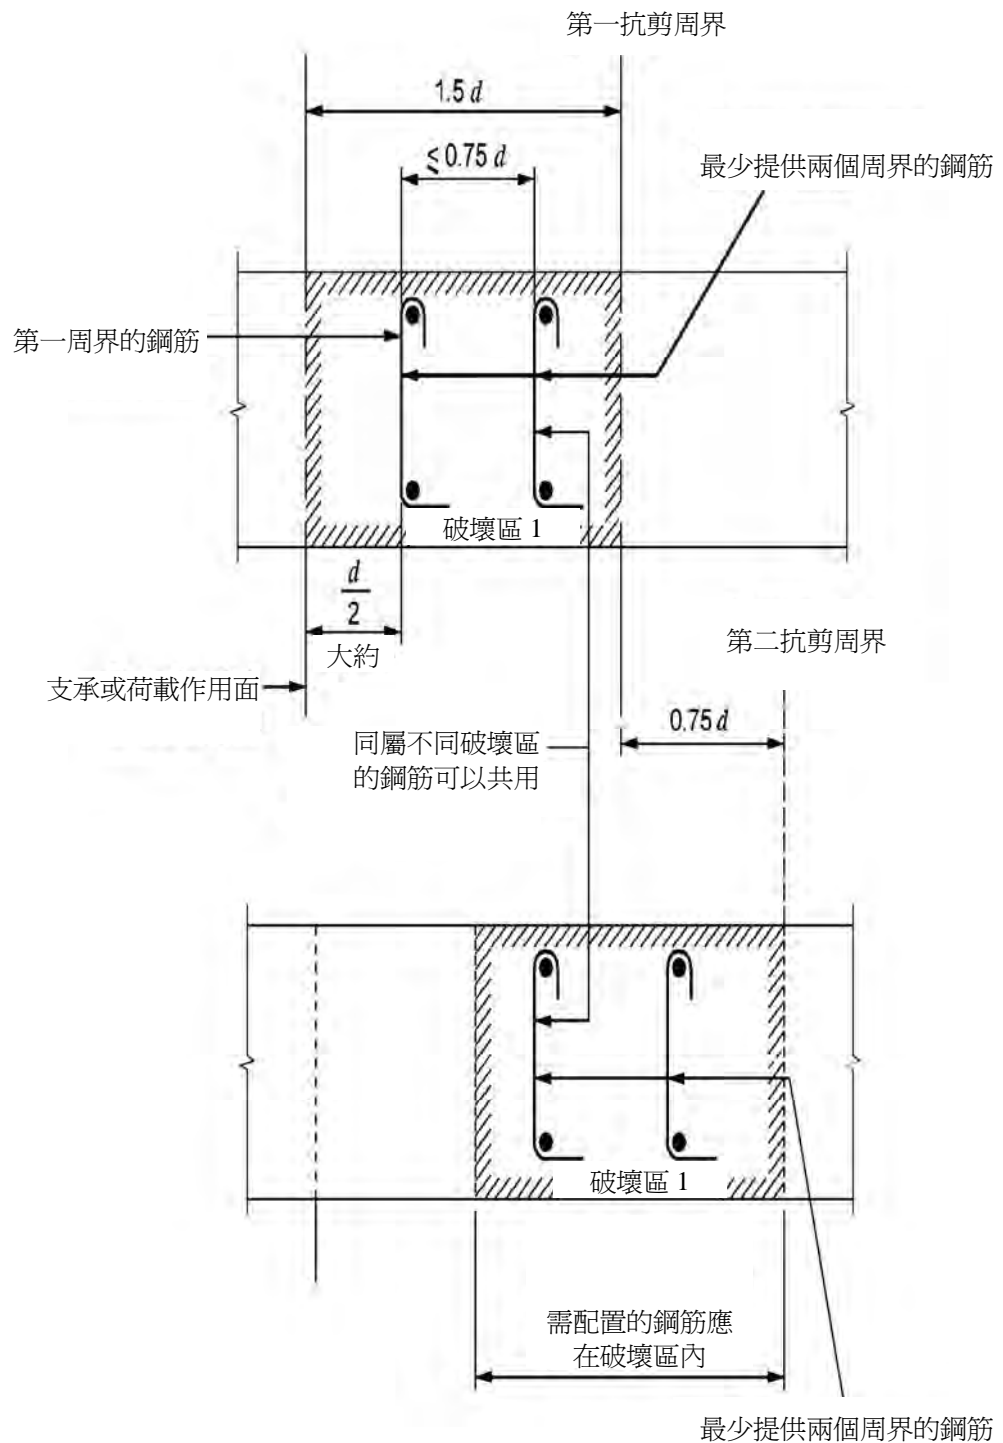 第一抗剪周界
1.5 d
≤ 0.75 d
最少提供兩個周界的鋼筋
第一周界的鋼筋
破壞區 1
d
2
大約
第二抗剪周界
支承或荷載作用面
0.75 d
同屬不同破壞區
的鋼筋可以共用
破壞區 1
需配置的鋼筋應
在破壞區內
最少提供兩個周界的鋼筋